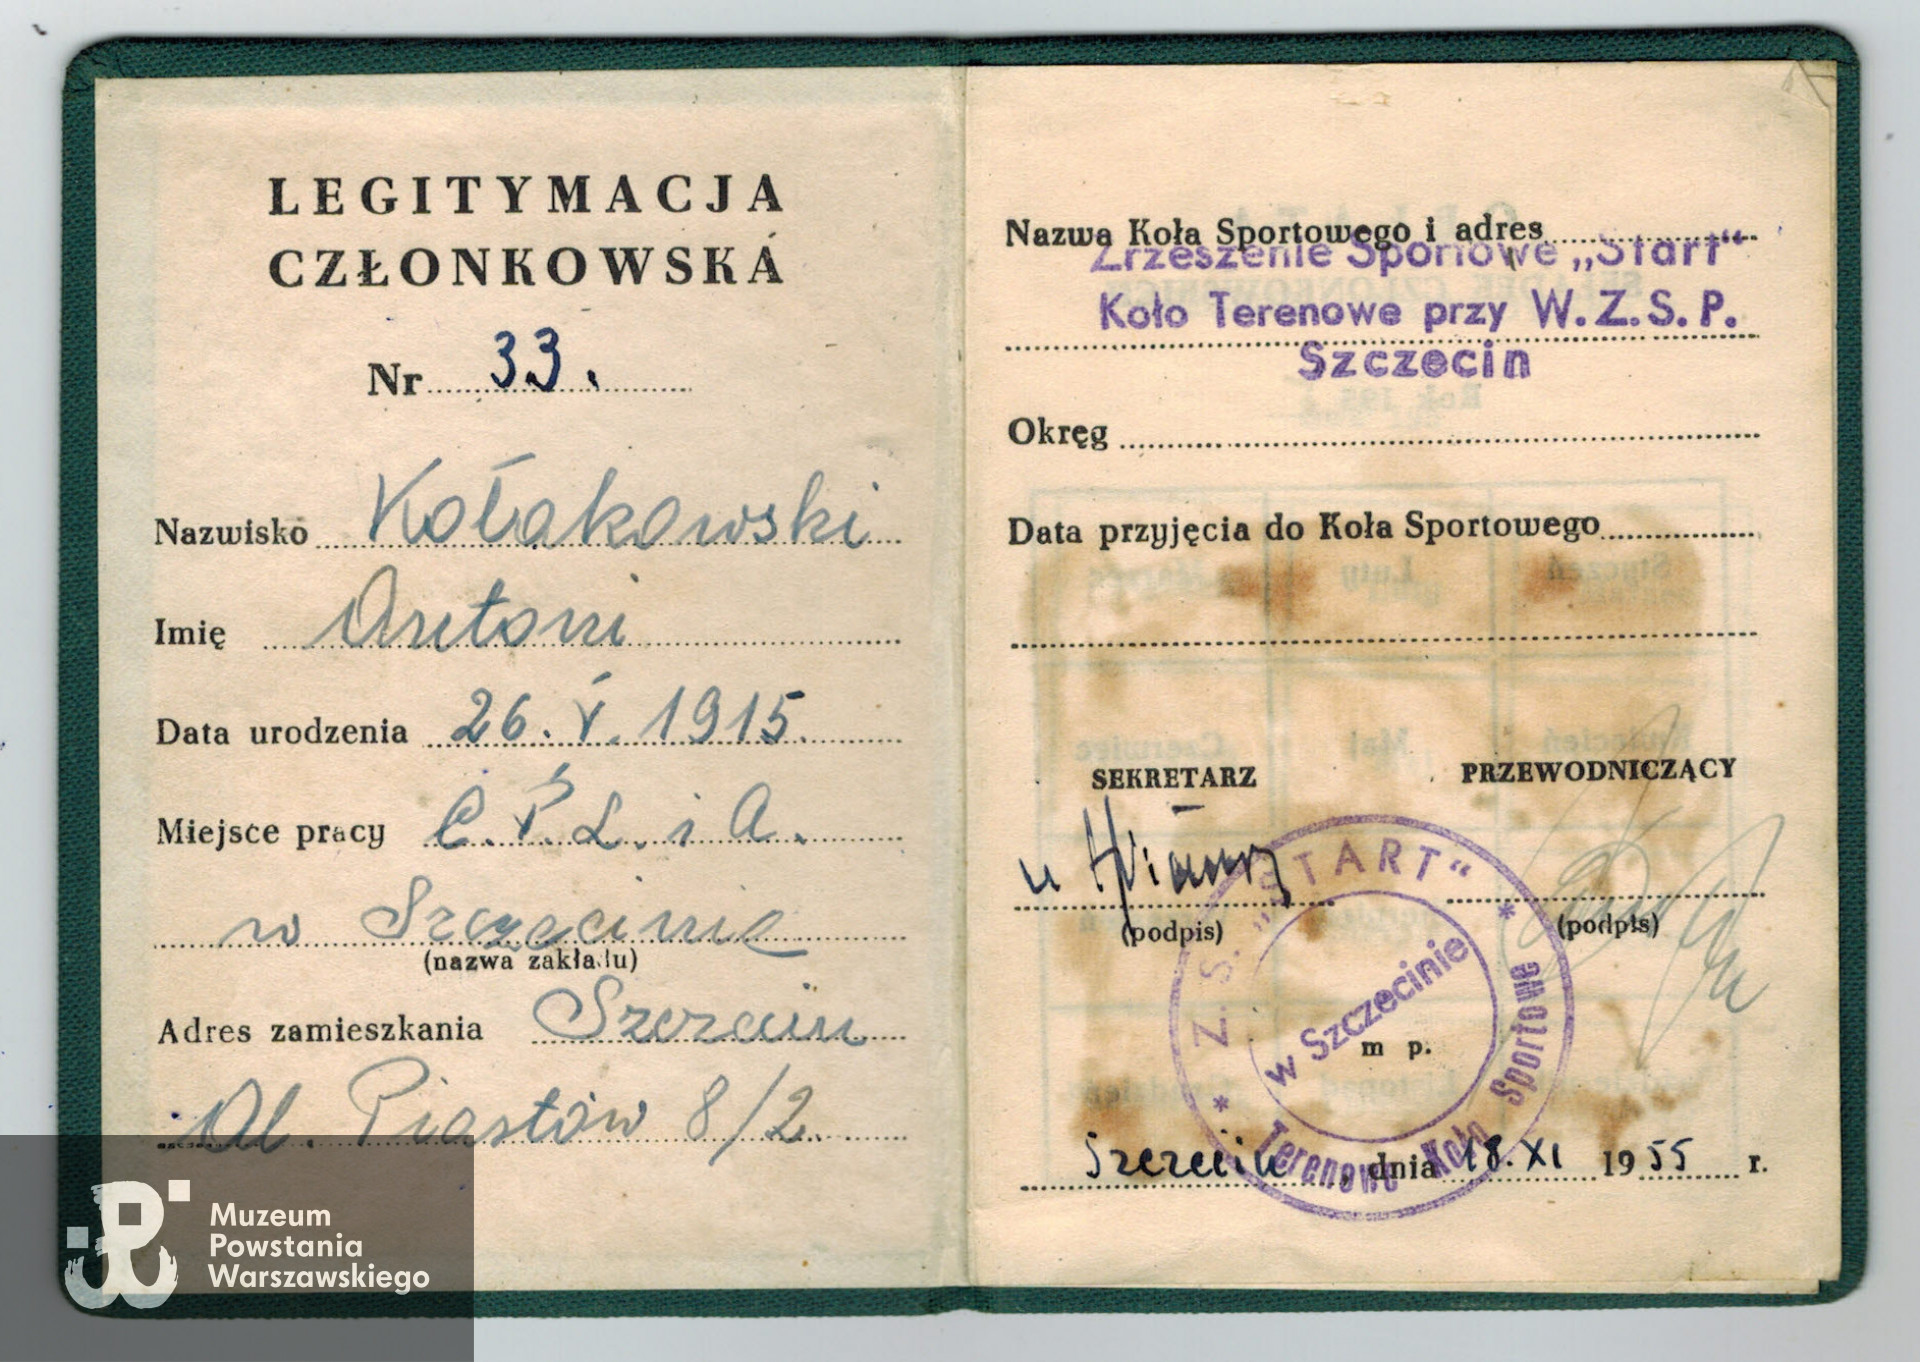 LEGITYMACJA
CZŁONKOWSKA
Nr 33.
Nazwisko Kołakowski
Imię Antoni
Data urodzenia 26.V.1915.
Miejsce pracy C.P.L. i A.
w Szczecinie
(nazwa zakładu)
Adres zamieszkania Szczecin
Al. Piastów 8/2.
Nazwa Koła Sportowego i adres
Zrzeszenie Sportowe „Start"
Koło Terenowe przy W.Z.S.P.
Szczecin
Okręg
Data przyjęcia do Koła Sportowego
SEKRETARZ PRZEWODNICZĄCY
(podpis) (podpis)
Z. S. „START"
* Terenowe Koło Sportowe *
w Szczecinie
m p.
Szczecin, dnia 18.XI 1955 r.
Muzeum
Powstania
Warszawskiego